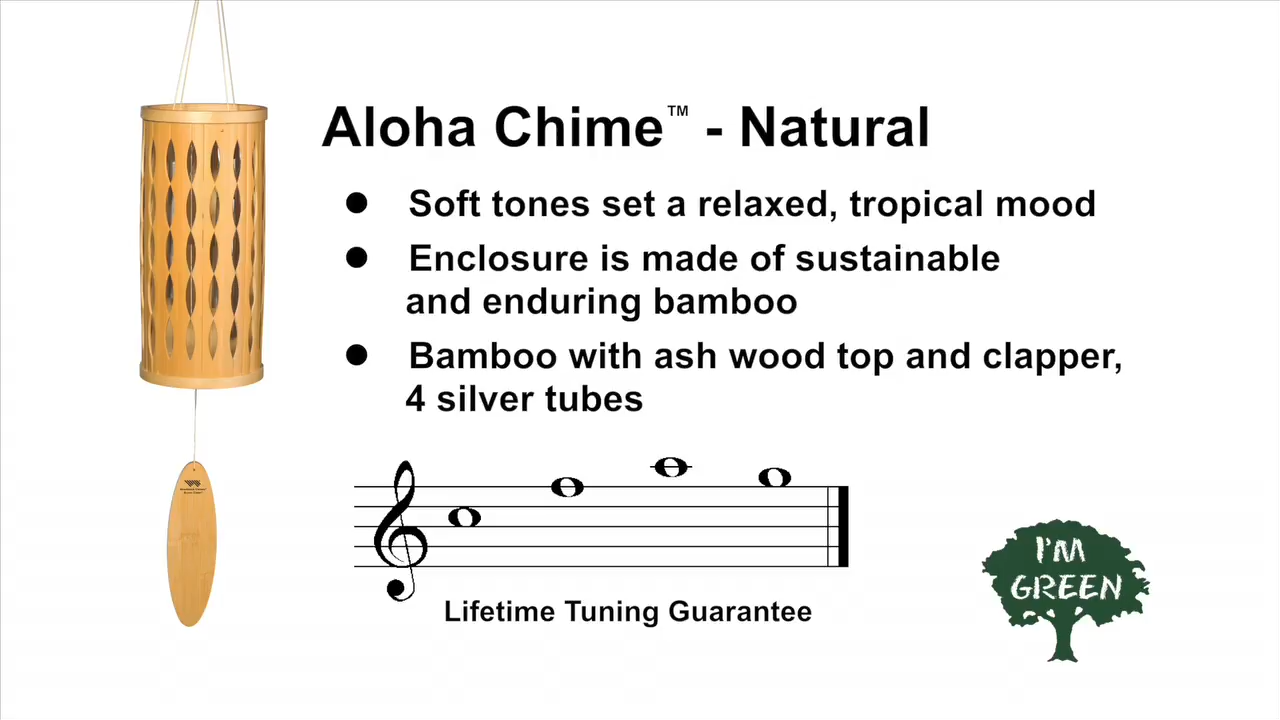 Aloha Chime™ - Natural
● Soft tones set a relaxed, tropical mood
● Enclosure is made of sustainable
and enduring bamboo
● Bamboo with ash wood top and clapper,
4 silver tubes
Lifetime Tuning Guarantee
I'M
GREEN